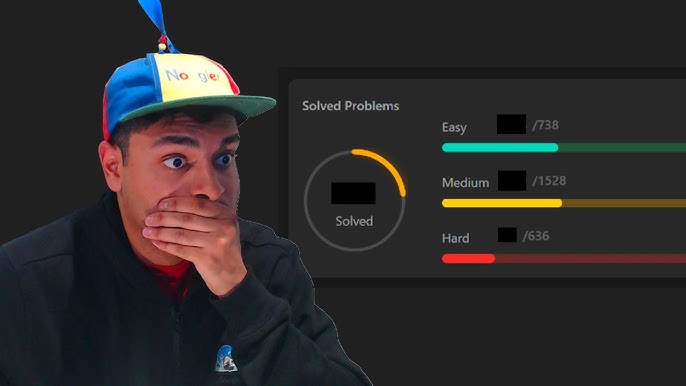 Noogler
Solved Problems
Solved
Easy /738
Medium /1528
Hard /636